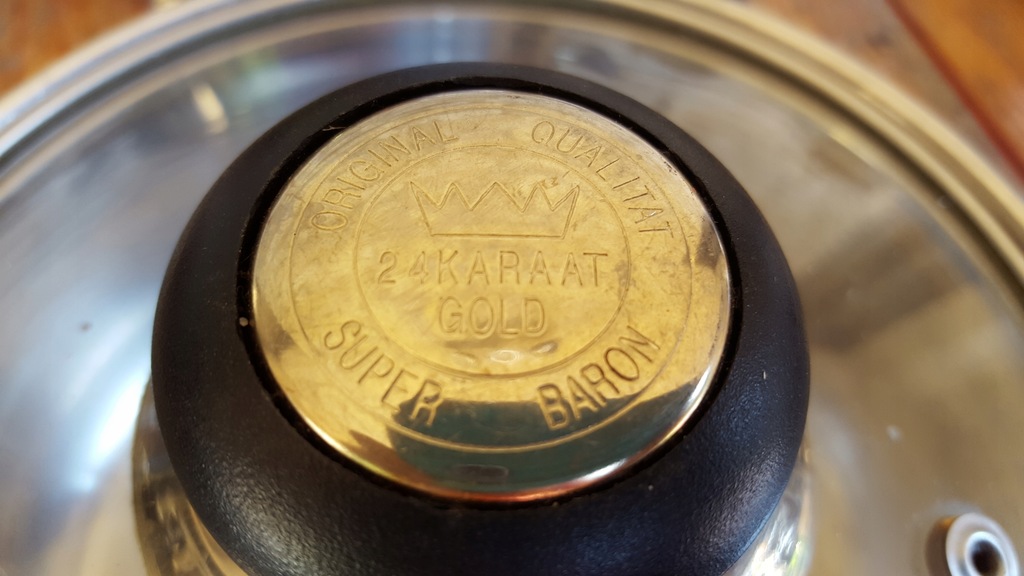 ORIGINAL QUALITAT
24KARAAT
GOLD
SUPER BARON